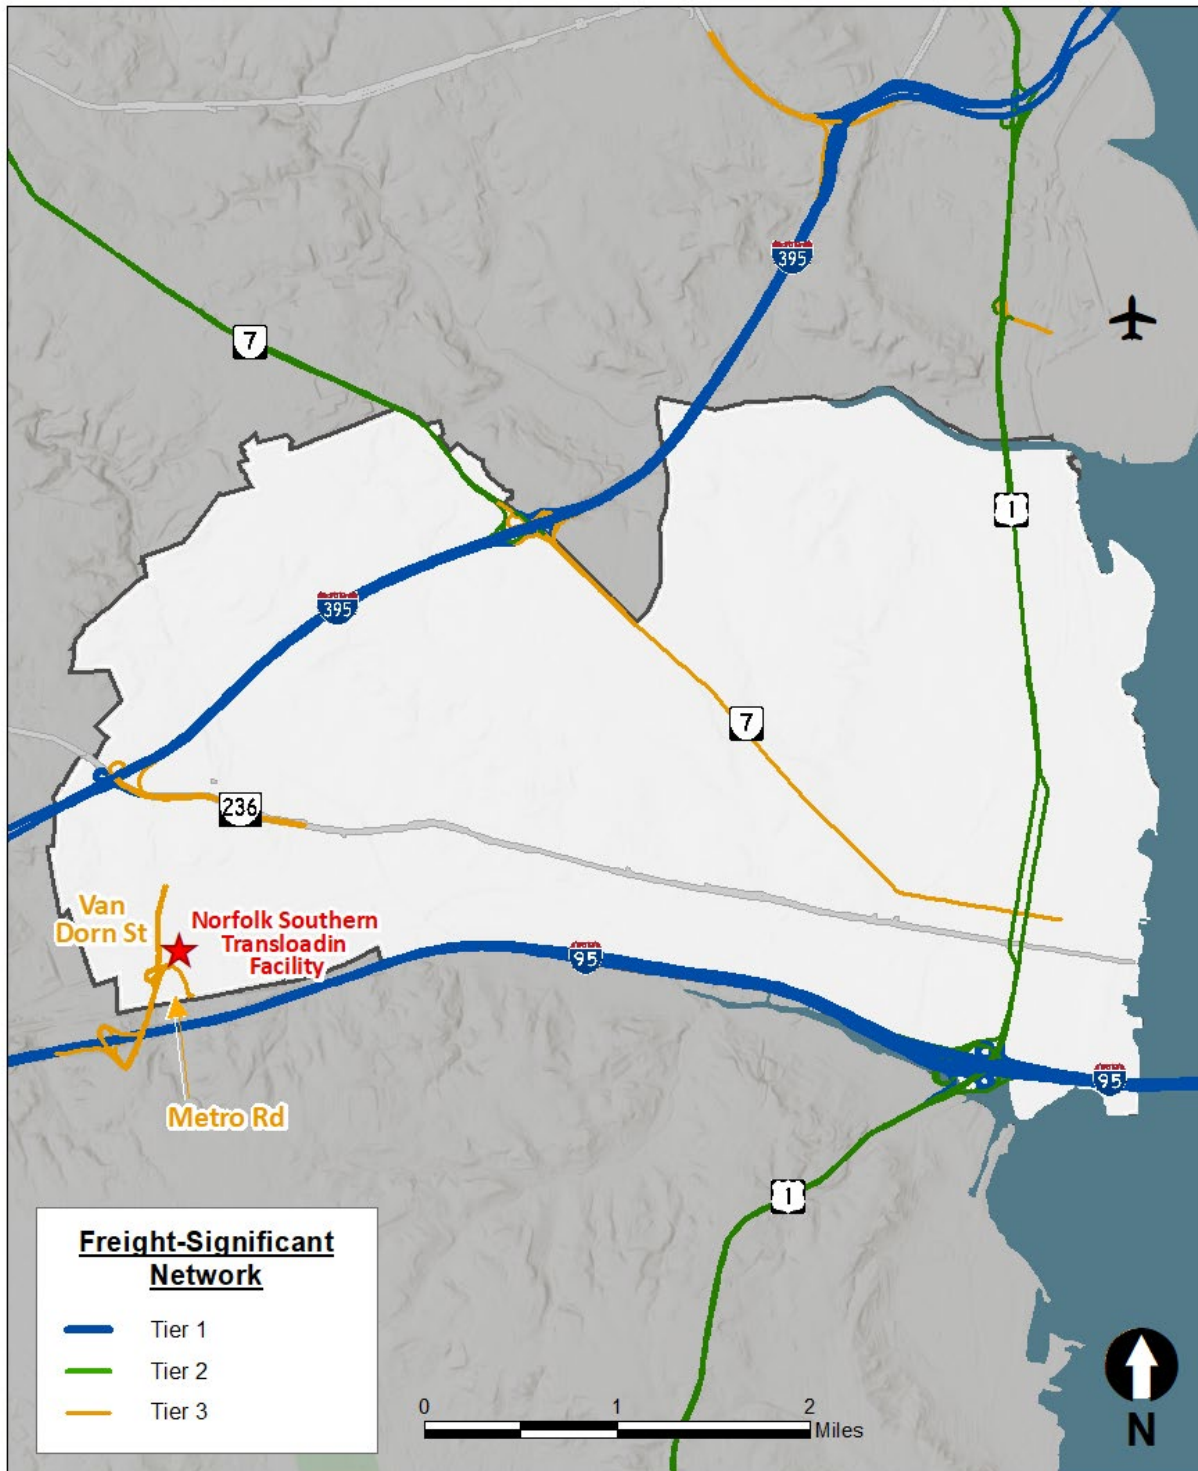 395
7
1
395
7
236
Van
Dorn St
Norfolk Southern
Transloadin
Facility
95
95
Metro Rd
1
Freight-Significant
Network
Tier 1
Tier 2
Tier 3
0 1 2
Miles
N